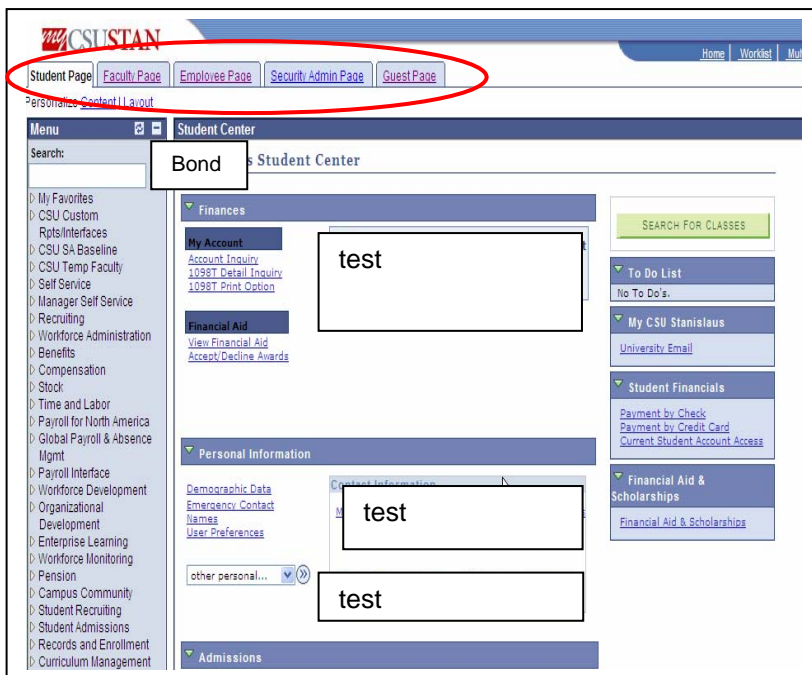 my CSUSTAN
Home Worklist
Student Page Faculty Page Employee Page Security Admin Page Guest Page
Personalize Content | Layout
Menu
Search:
My Favorites
CSU Custom
Rpts/Interfaces
CSU SA Baseline
CSU Temp Faculty
Self Service
Manager Self Service
Recruiting
Workforce Administration
Benefits
Compensation
Stock
Time and Labor
Payroll for North America
Global Payroll & Absence
Mgmt
Payroll Interface
Workforce Development
Organizational
Development
Enterprise Learning
Workforce Monitoring
Pension
Campus Community
Student Recruiting
Student Admissions
Records and Enrollment
Curriculum Management
Student Center
Bond
s Student Center
Finances
My Account
Account Inquiry
1098T Detail Inquiry
1098T Print Option
test
Financial Aid
View Financial Aid
Accept/Decline Awards
Personal Information
Demographic Data
Emergency Contact
Names
User Preferences
Contact Information
test
other personal...
test
Admissions
SEARCH FOR CLASSES
To Do List
No To Do's.
My CSU Stanislaus
University Email
Student Financials
Payment by Check
Payment by Credit Card
Current Student Account Access
Financial Aid &
Scholarships
Financial Aid & Scholarships